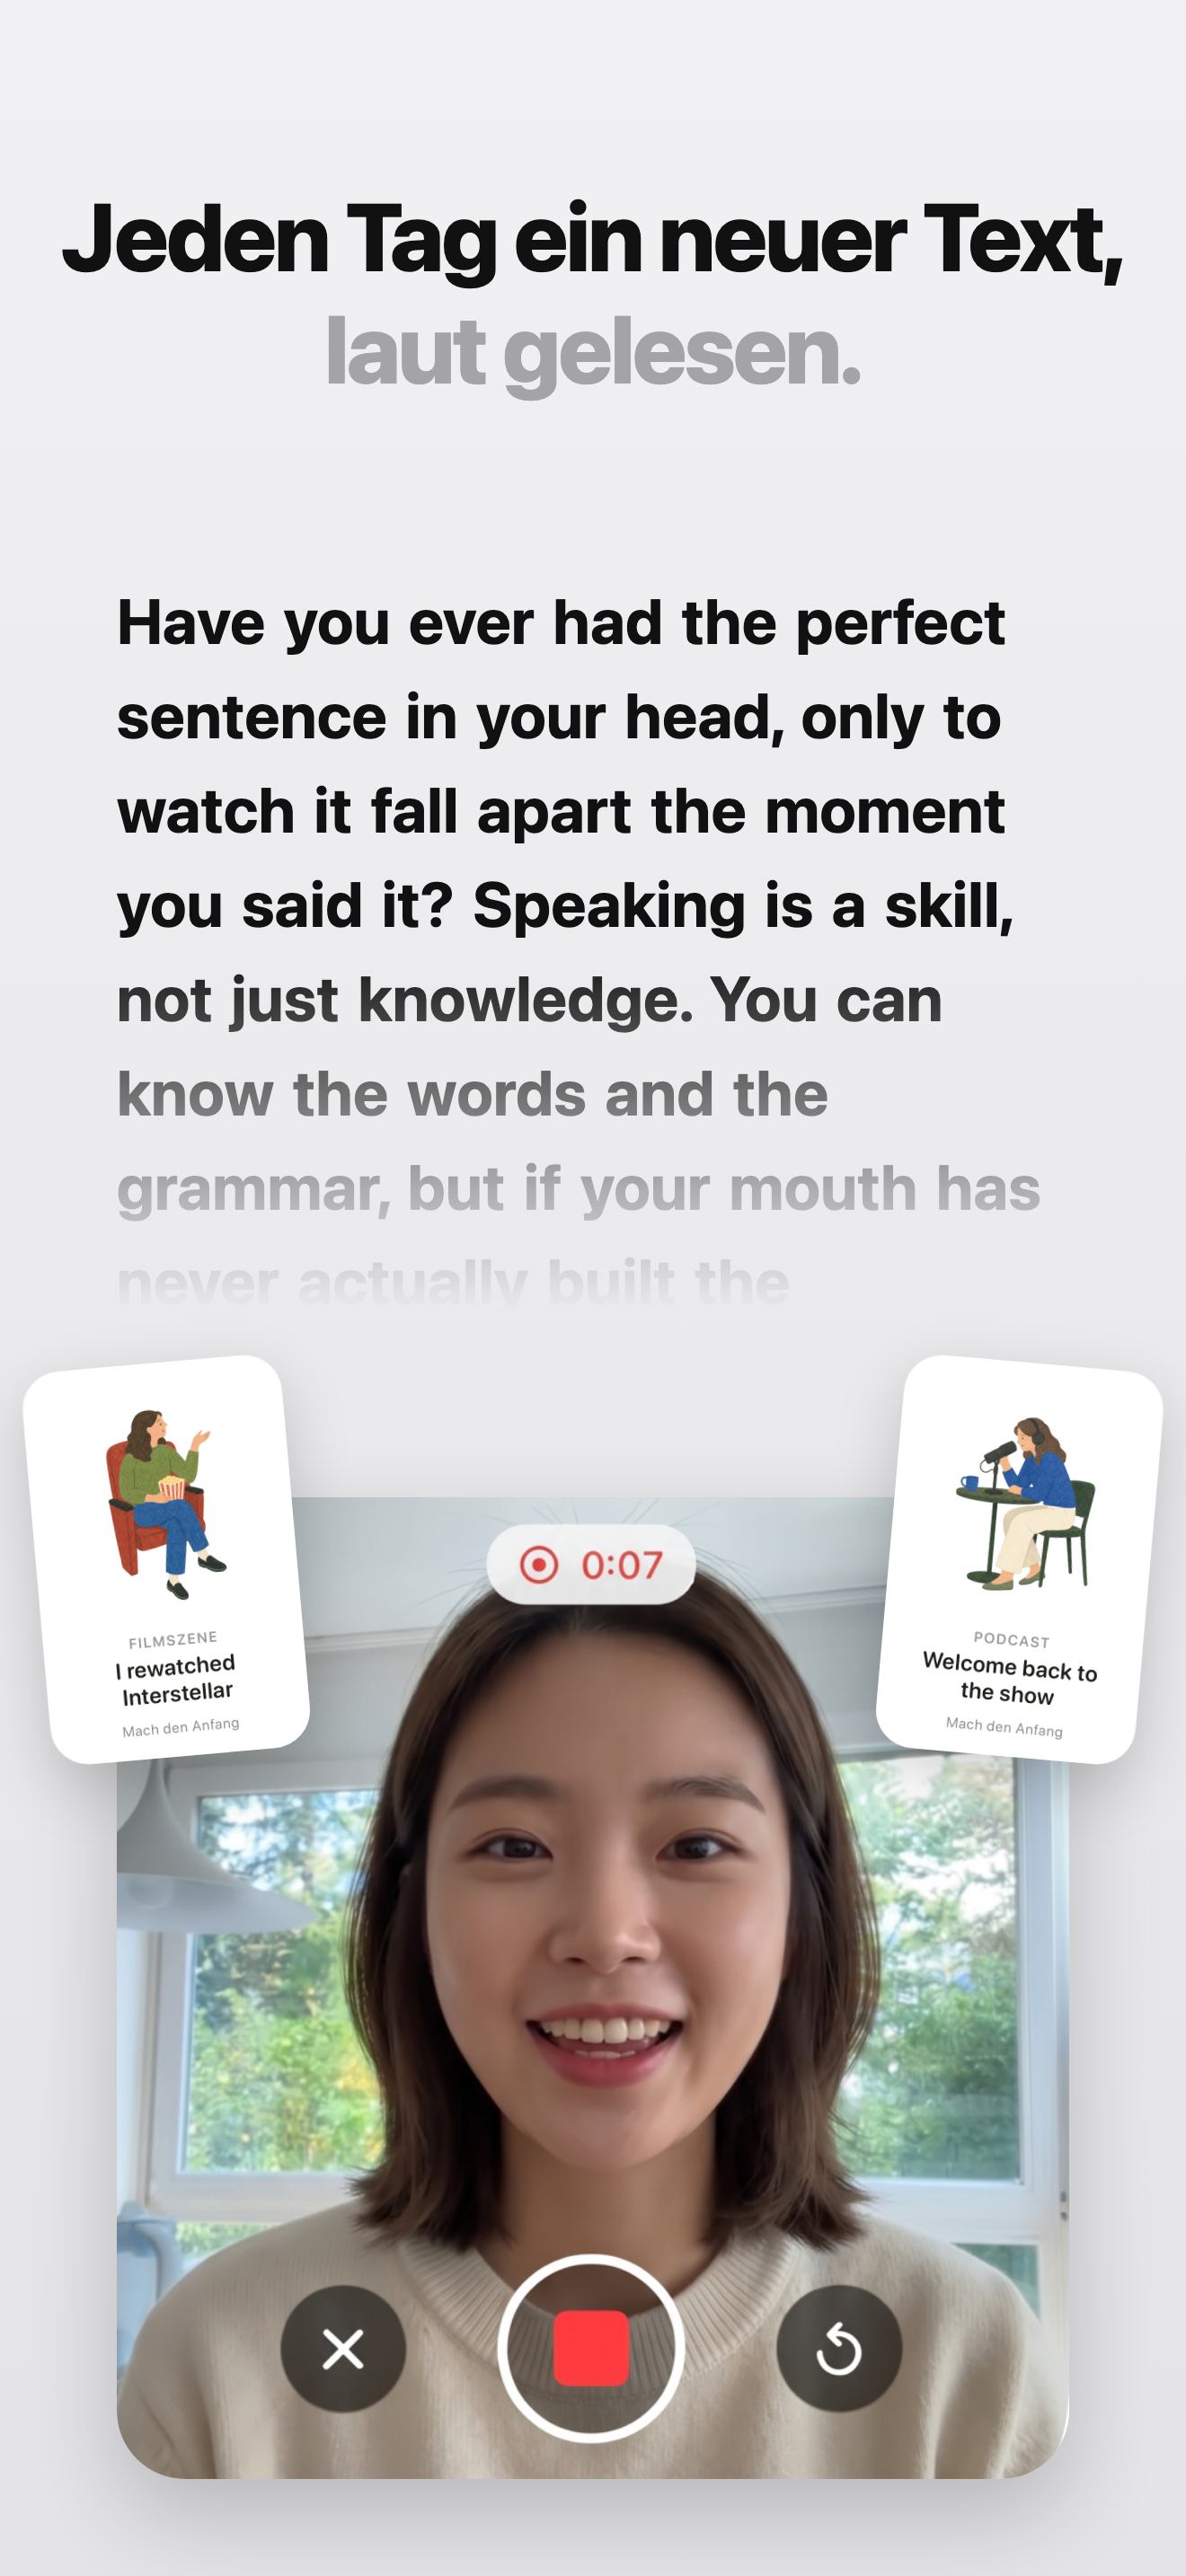 Jeden Tag ein neuer Text,
laut gelesen.
Have you ever had the perfect
sentence in your head, only to
watch it fall apart the moment
you said it? Speaking is a skill,
not just knowledge. You can
know the words and the
grammar, but if your mouth has
never actually built the
FILMSZENE
I rewatched
Interstellar
Mach den Anfang
0:07
PODCAST
Welcome back to
the show
Mach den Anfang